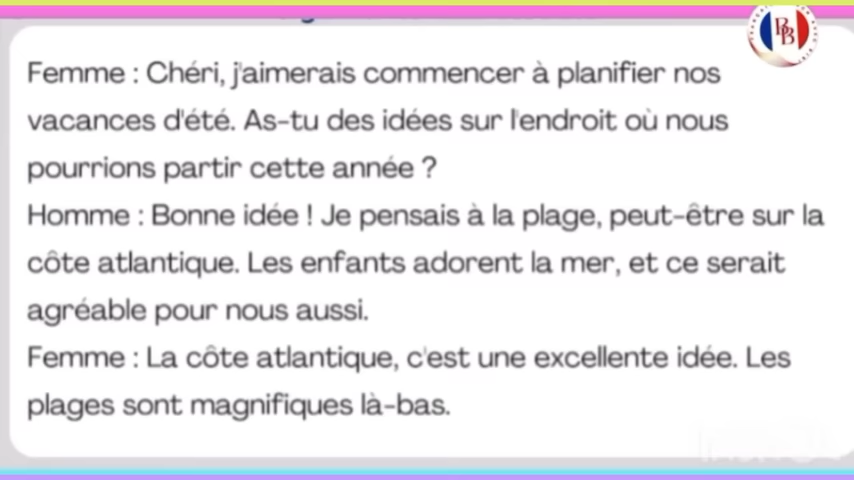 Femme : Chéri, j'aimerais commencer à planifier nos
vacances d'été. As-tu des idées sur l'endroit où nous
pourrions partir cette année ?
Homme : Bonne idée ! Je pensais à la plage, peut-être sur la
côte atlantique. Les enfants adorent la mer, et ce serait
agréable pour nous aussi.
Femme : La côte atlantique, c'est une excellente idée. Les
plages sont magnifiques là-bas.